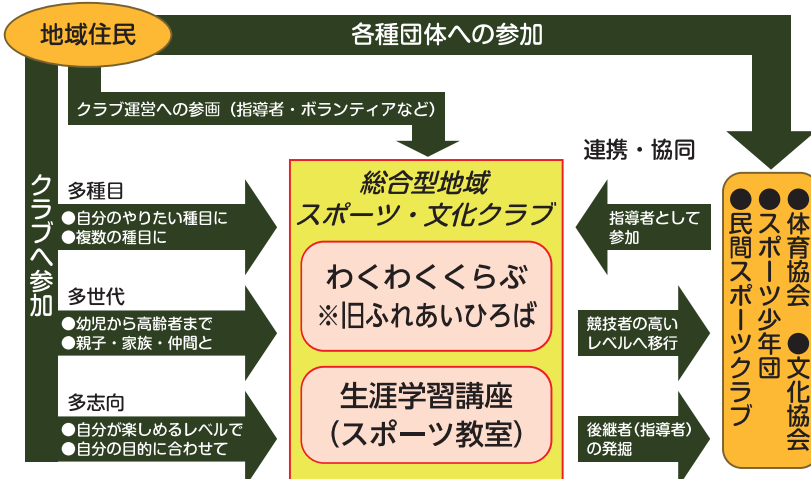 地域住民
各種団体への参加
クラブ運営への参画（指導者・ボランティアなど）
クラブへ参加
多種目
●自分のやりたい種目に
●複数の種目に
多世代
●幼児から高齢者まで
●親子・家族・仲間と
多志向
●自分が楽しめるレベルで
●自分の目的に合わせて
総合型地域
スポーツ・文化クラブ
わくわくくらぶ
※旧ふれあいひろば
生涯学習講座
（スポーツ教室）
連携・協同
指導者として
参加
競技者の高い
レベルへ移行
後継者（指導者）
の発掘
●体育協会　●文化協会
●スポーツ少年団
●民間スポーツクラブ